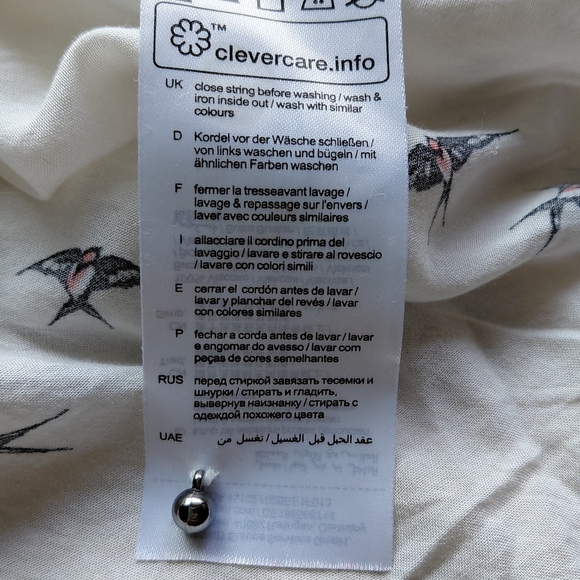 ™
clevercare.info
UK close string before washing / wash &
iron inside out / wash with similar
colours
D Kordel vor der Wäsche schließen /
von links waschen und bügeln / mit
ähnlichen Farben waschen
F fermer la tresseavant lavage /
lavage & repassage sur l'envers /
laver avec couleurs similaires
I allacciare il cordino prima del
lavaggio / lavare e stirare al rovescio
/ lavare con colori simili
E cerrar el cordón antes de lavar /
lavar y planchar del revés / lavar
con colores similares
P fechar a corda antes de lavar / lavar
e engomar do avesso / lavar com
peças de cores semelhantes
RUS перед стиркой завязать тесемки и
шнурки / стирать и гладить,
вывернув наизнанку / стирать с
одеждой похожего цвета
UAE عقد الحبل قبل الغسيل / تغسل من